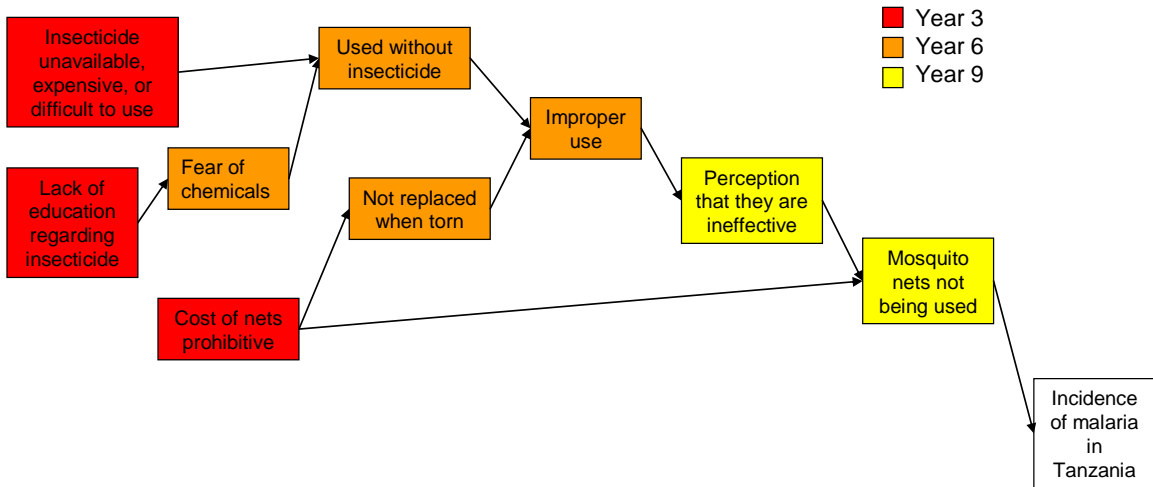 Year 3
Year 6
Year 9
Insecticide
unavailable,
expensive, or
difficult to use
Used without
insecticide
Improper
use
Fear of
chemicals
Lack of
education
regarding
insecticide
Not replaced
when torn
Perception
that they are
ineffective
Cost of nets
prohibitive
Mosquito
nets not
being used
Incidence
of malaria
in
Tanzania